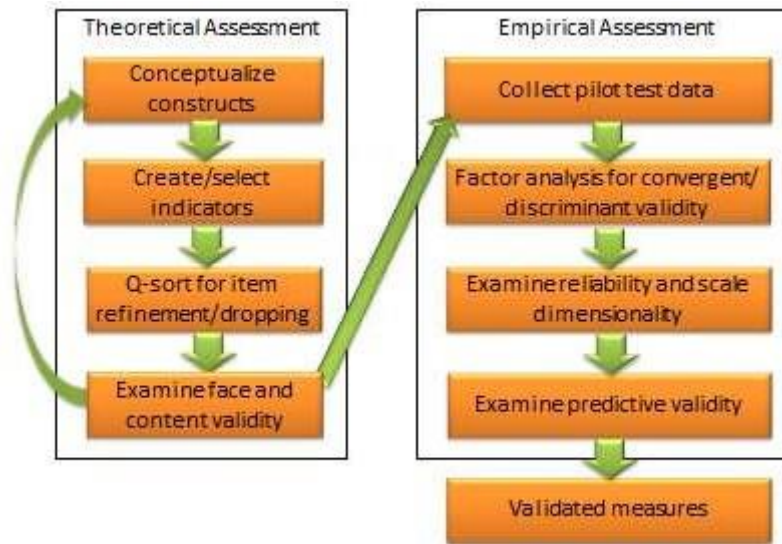 Theoretical Assessment
Conceptualize
constructs
Create/select
indicators
Q-sort for item
refinement/dropping
Examine face and
content validity
Empirical Assessment
Collect pilot test data
Factor analysis for convergent/
discriminant validity
Examine reliability and scale
dimensionality
Examine predictive validity
Validated measures